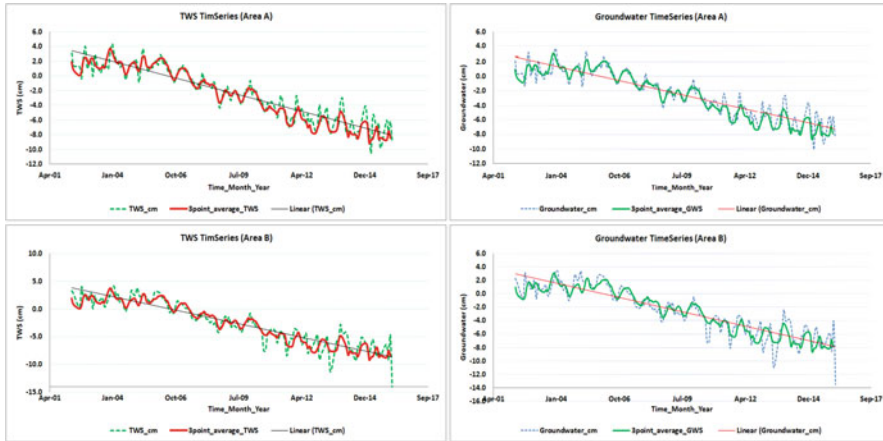 TWS TimSeries (Area A)
6.0
4.0
2.0
0.0
-2.0
-4.0
-6.0
-8.0
-10.0
-12.0
TWS (cm)
Apr-01 Jan-04 Oct-06 Jul-09 Apr-12 Dec-14 Sep-17
Time_Month_Year
TWS_cm 3point_average_TWS Linear (TWS_cm)
Groundwater TimeSeries (Area A)
6.0
4.0
2.0
0.0
-2.0
-4.0
-6.0
-8.0
-10.0
-12.0
Groundwater (cm)
Apr-01 Jan-04 Oct-06 Jul-09 Apr-12 Dec-14 Sep-17
Time_Month_Year
Groundwater_cm 3point_average_GWS Linear (Groundwater_cm)
TWS TimSeries (Area B)
10.0
5.0
0.0
-5.0
-10.0
-15.0
TWS (cm)
Apr-01 Jan-04 Oct-06 Jul-09 Apr-12 Dec-14 Sep-17
Time_Month_Year
TWS_cm 3point_average_TWS Linear (TWS_cm)
Groundwater TimeSeries (Area B)
6.0
4.0
2.0
0.0
-2.0
-4.0
-6.0
-8.0
-10.0
-12.0
-14.0
-16.0
Groundwater (cm)
Apr-01 Jan-04 Oct-06 Jul-09 Apr-12 Dec-14 Sep-17
Time_Month_Year
Groundwater_cm 3point_average_GWS Linear (Groundwater_cm)